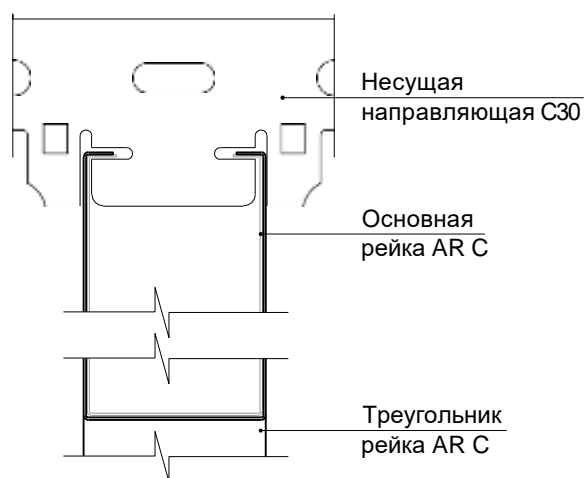 Несущая
направляющая C30
Основная
рейка AR C
Треугольник
рейка AR C